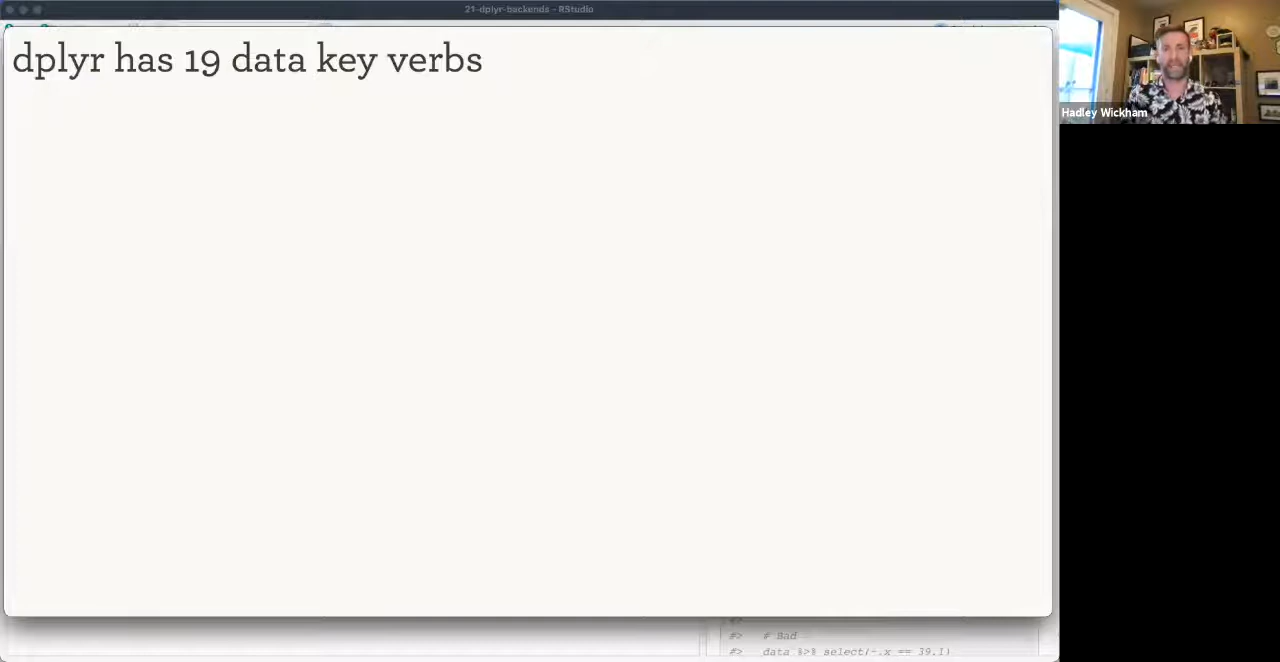 21-dplyr-backends - RStudio
dplyr has 19 data key verbs
Hadley Wickham
#>
#> # Bad
#> data %>% select(-.x == 39.1)